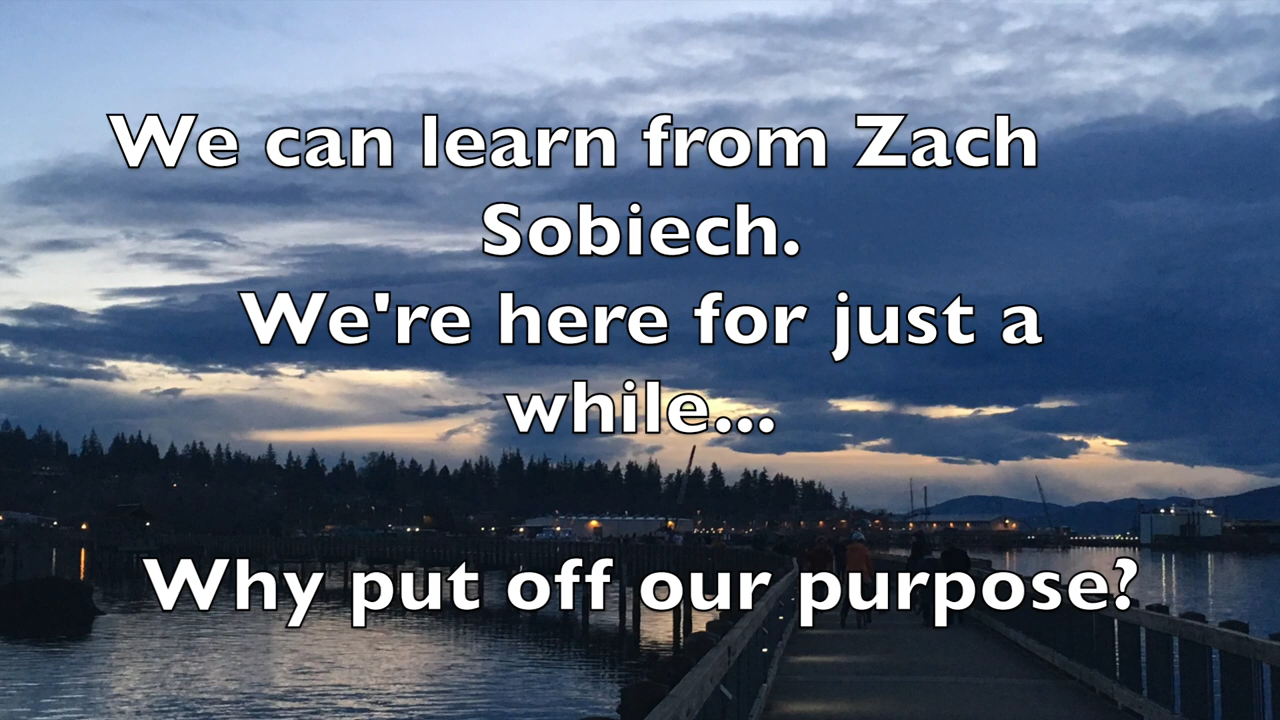 We can learn from Zach
Sobiech.
We're here for just a
while...
Why put off our purpose?